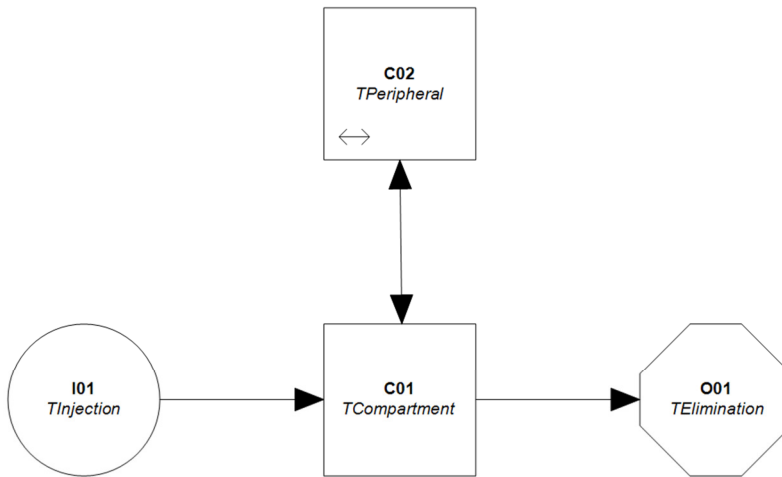 C02
TPeripheral
I01
TInjection
C01
TCompartment
O01
TElimination